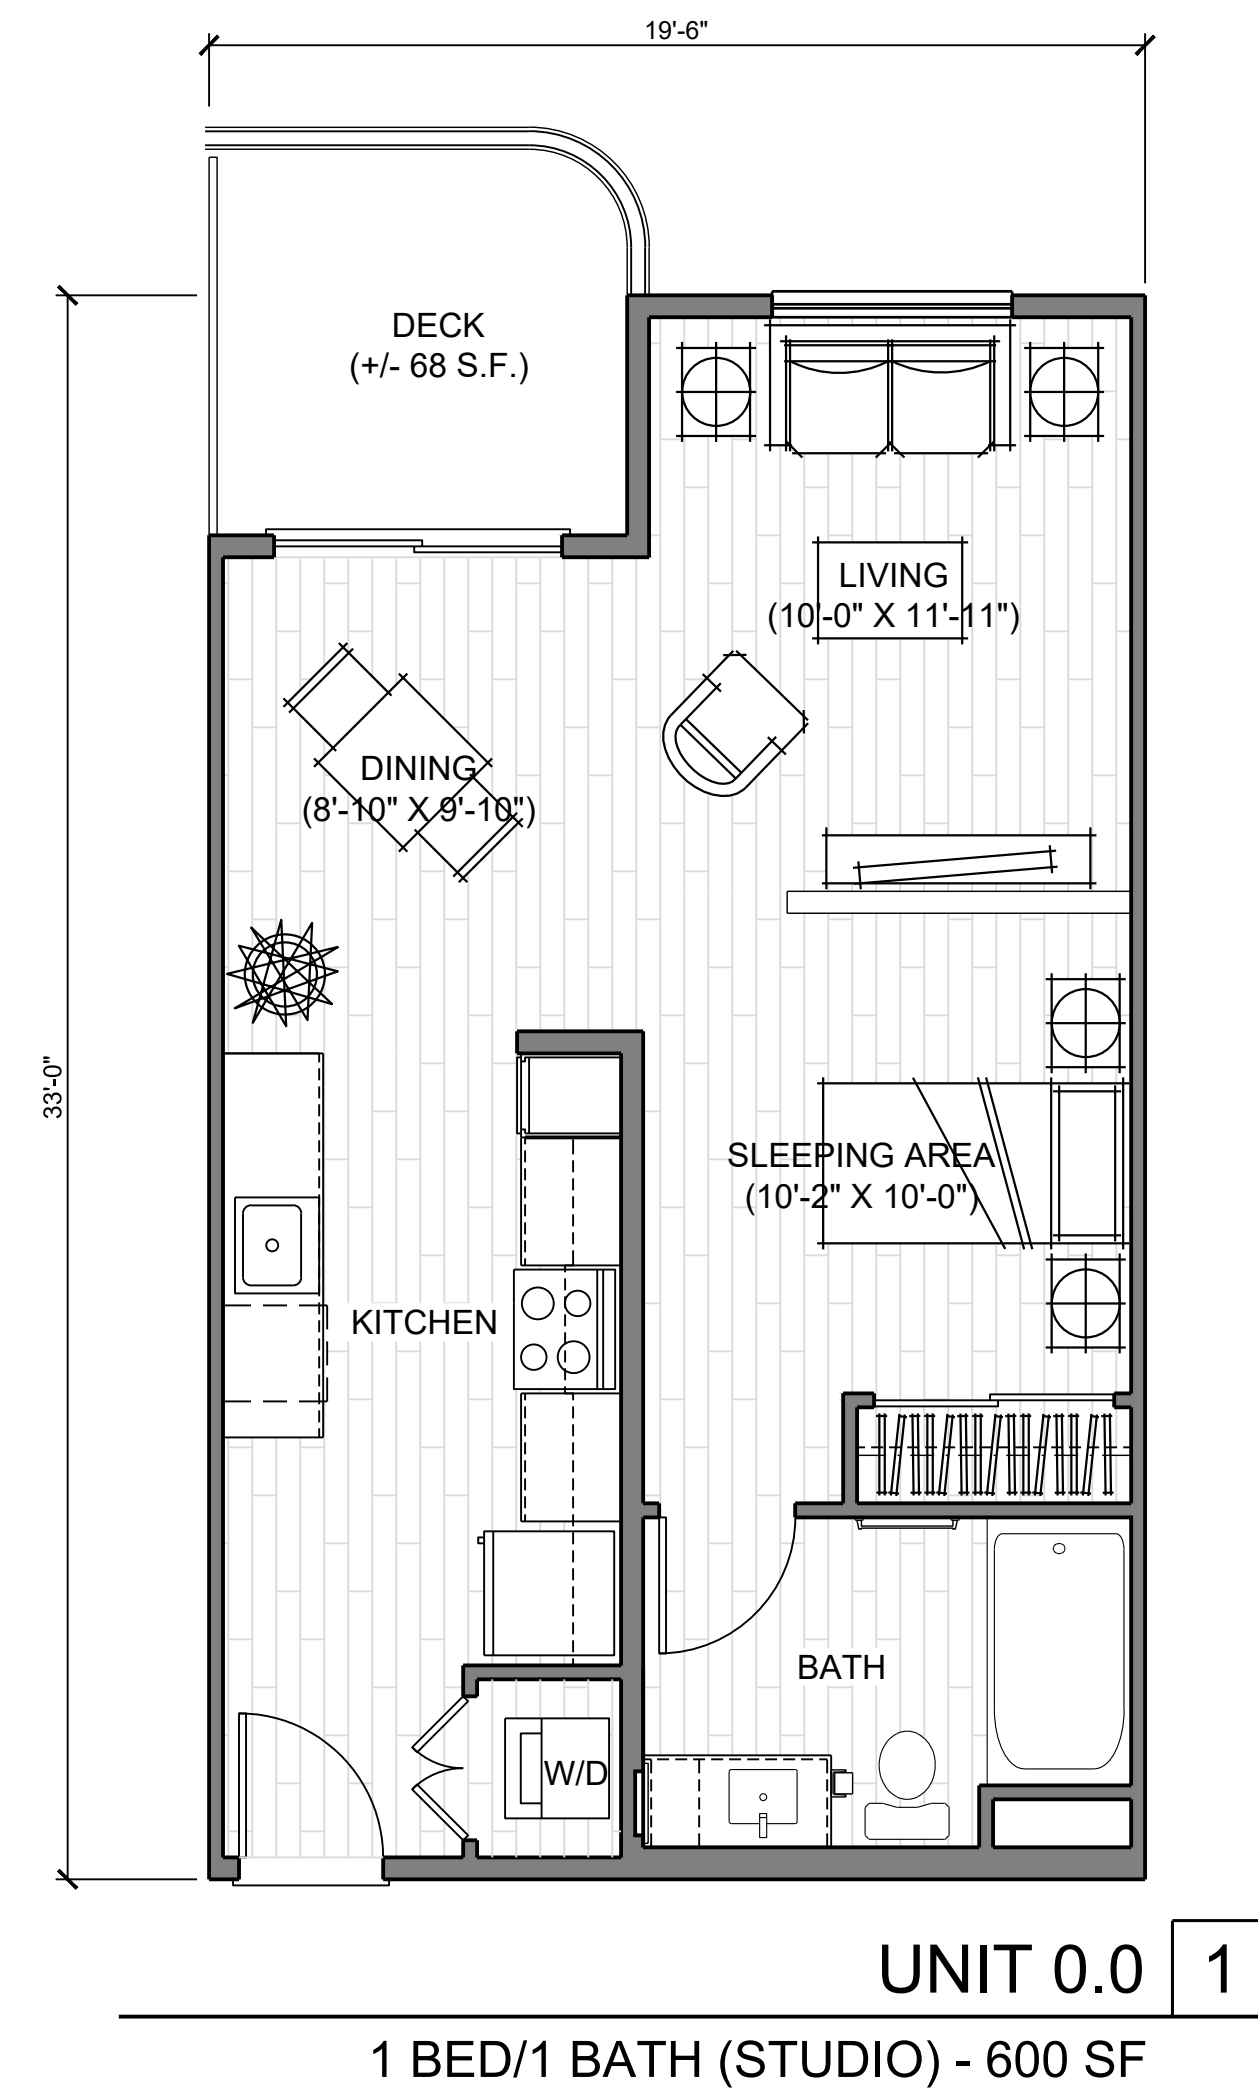 19'-6"
DECK
(+/- 68 S.F.)
LIVING
(10'-0" X 11'-11")
DINING
(8'-10" X 9'-10")
33'-0"
SLEEPING AREA
(10'-2" X 10'-0")
KITCHEN
BATH
W/D
UNIT 0.0
1
1 BED/1 BATH (STUDIO) - 600 SF